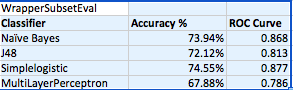 WrapperSubsetEval
Classifier Accuracy % ROC Curve
Naïve Bayes 73.94% 0.868
J48 72.12% 0.813
Simplelogistic 74.55% 0.877
MultiLayerPerceptron 67.88% 0.786